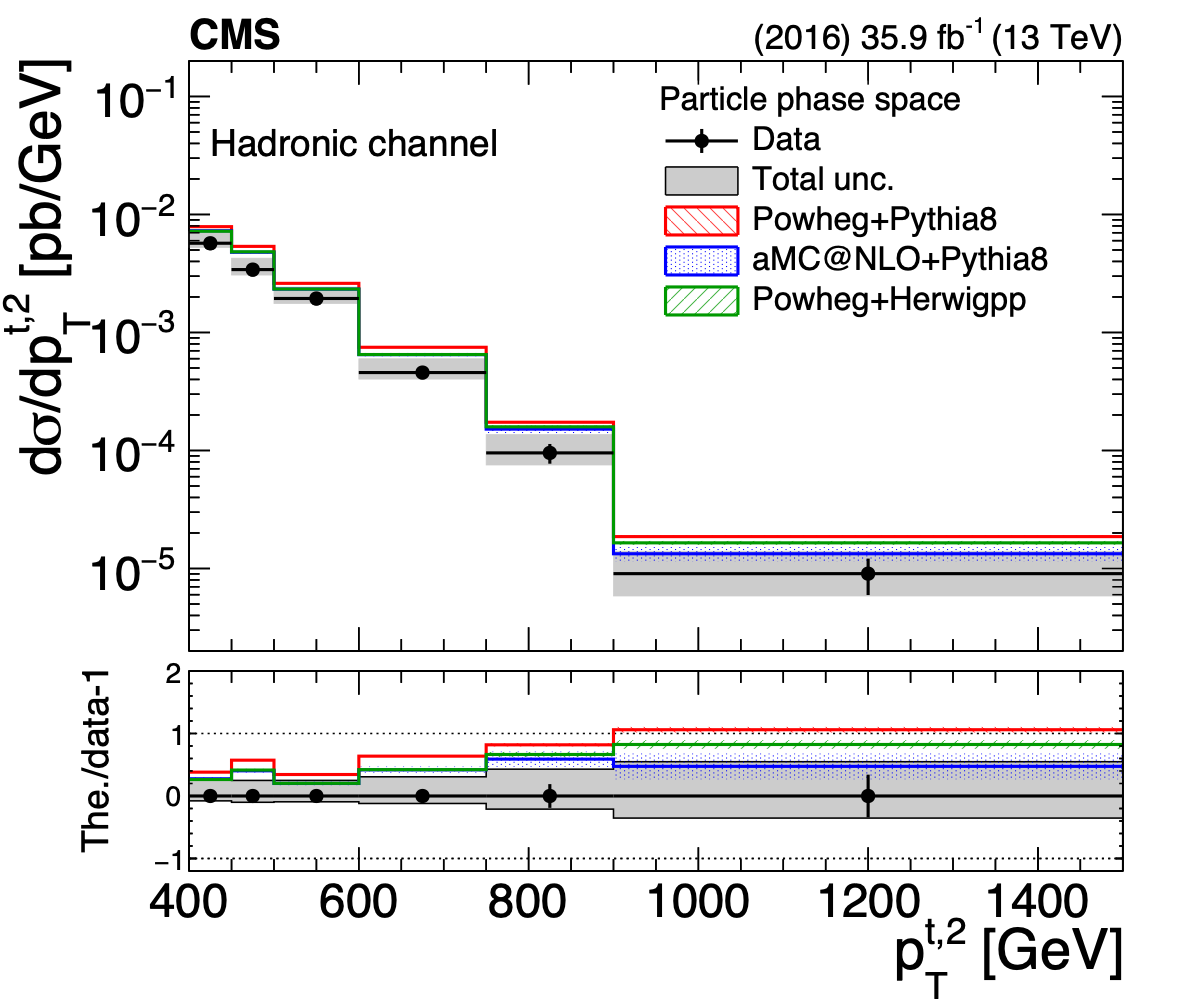 CMS (2016) 35.9 fb⁻¹ (13 TeV)
dσ/dp_T^{t,2} [pb/GeV]
10⁻¹
10⁻²
10⁻³
10⁻⁴
10⁻⁵
Hadronic channel
Particle phase space
Data
Total unc.
Powheg+Pythia8
aMC@NLO+Pythia8
Powheg+Herwigpp
The./data-1
2
1
0
−1
400 600 800 1000 1200 1400
p_T^{t,2} [GeV]